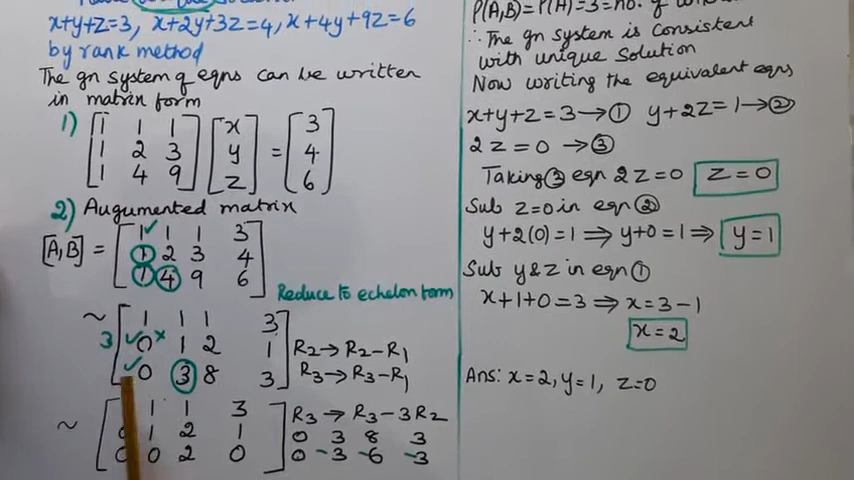 x+y+z=3, x+2y+3z=4, x+4y+9z=6
by rank method
The gn system of eqns can be written
in matrix form
1) [1 1 1 [x [3
1 2 3 y = 4
1 4 9] z] 6]
2) Augumented matrix
[A,B] = [1 1 1 3
1 2 3 4
1 4 9 6]
Reduce to echelon form
~ [1 1 1 3
3 0 1 2 1] R2→R2-R1
0 3 8 3] R3→R3-R1
~ [1 1 3 R3→R3-3R2
0 1 2 1 0 3 8 3
0 0 2 0] 0 -3 -6 -3
ρ(A,B)=ρ(A)=3=no. of
∴ The gn system is consistent
with unique solution
Now writing the equivalent eqns
x+y+z=3→① y+2z=1→②
2z=0→③
Taking ③ eqn 2z=0 z=0
Sub z=0 in eqn ②
y+2(0)=1⇒y+0=1⇒ y=1
Sub y&z in eqn ①
x+1+0=3⇒x=3-1
x=2
Ans: x=2, y=1, z=0